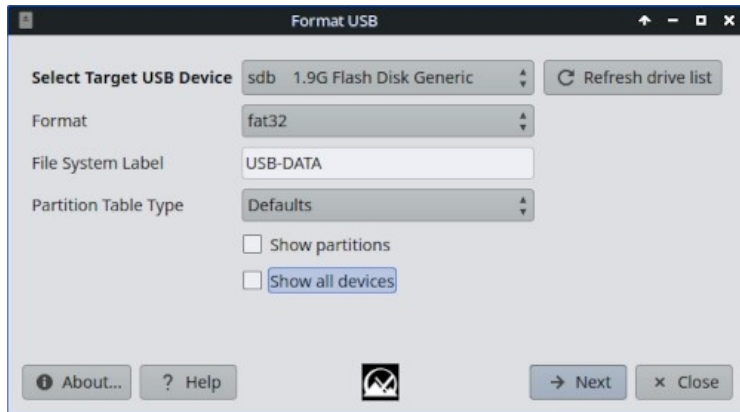 Format USB
Select Target USB Device sdb 1.9G Flash Disk Generic Refresh drive list
Format fat32
File System Label USB-DATA
Partition Table Type Defaults
Show partitions
Show all devices
About... ? Help Next Close